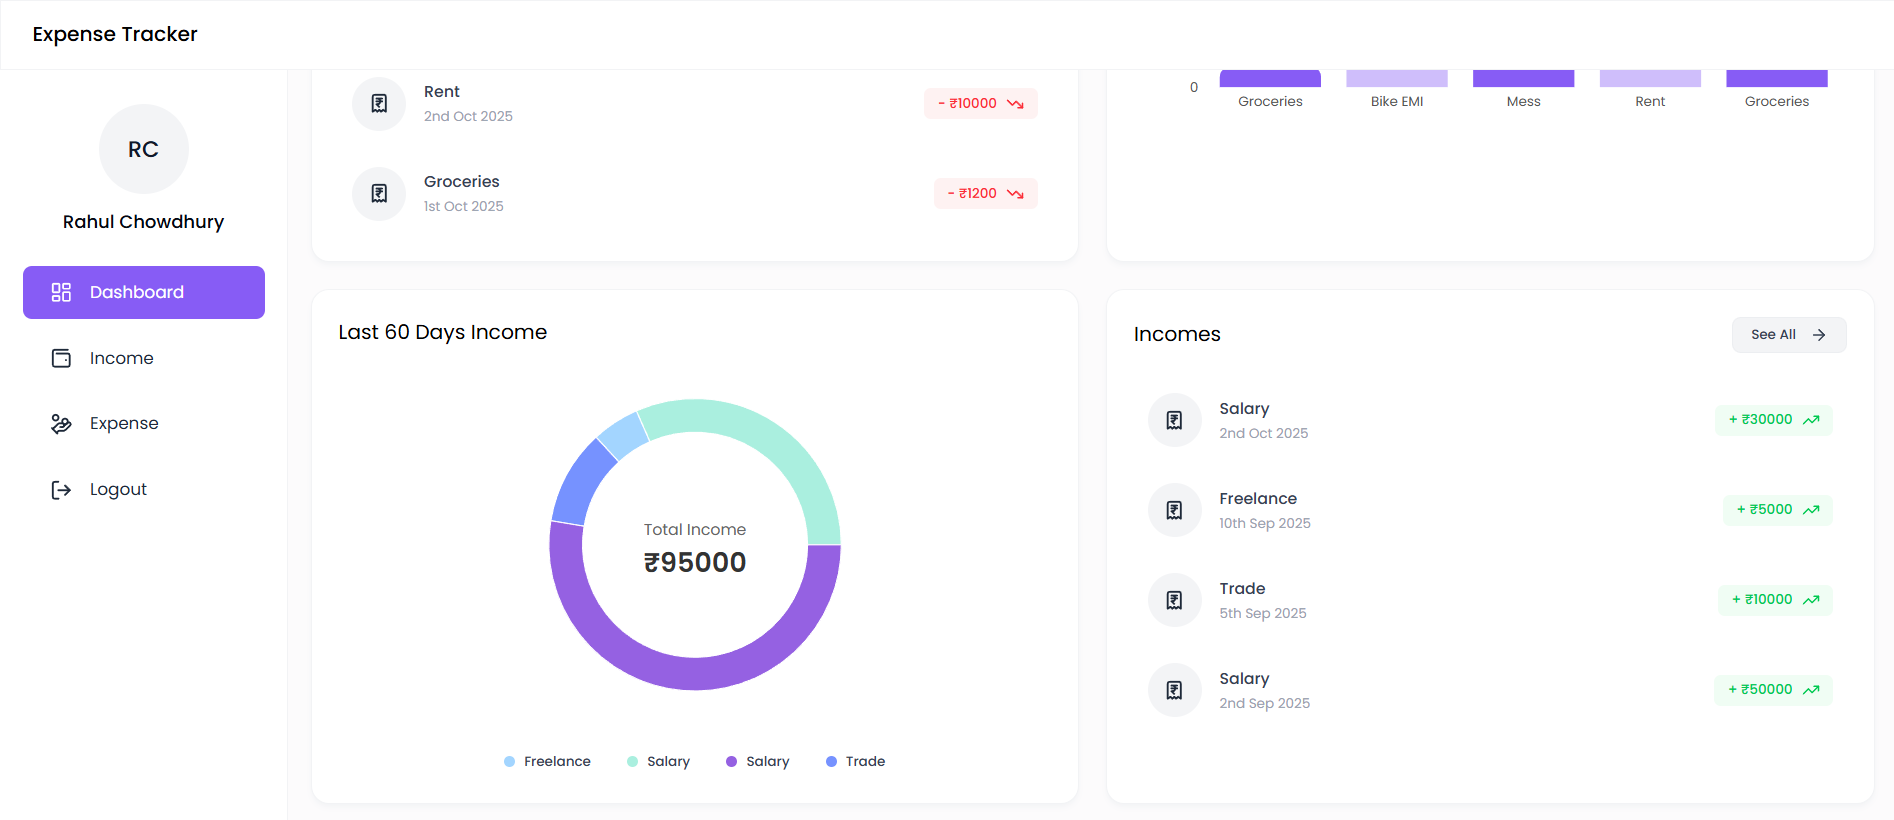 Expense Tracker
RC
Rahul Chowdhury
Dashboard
Income
Expense
Logout
Rent
2nd Oct 2025
- ₹10000
Groceries
1st Oct 2025
- ₹1200
0
Groceries
Bike EMI
Mess
Rent
Groceries
Last 60 Days Income
Total Income
₹95000
Freelance
Salary
Salary
Trade
Incomes
See All
Salary
2nd Oct 2025
+ ₹30000
Freelance
10th Sep 2025
+ ₹5000
Trade
5th Sep 2025
+ ₹10000
Salary
2nd Sep 2025
+ ₹50000